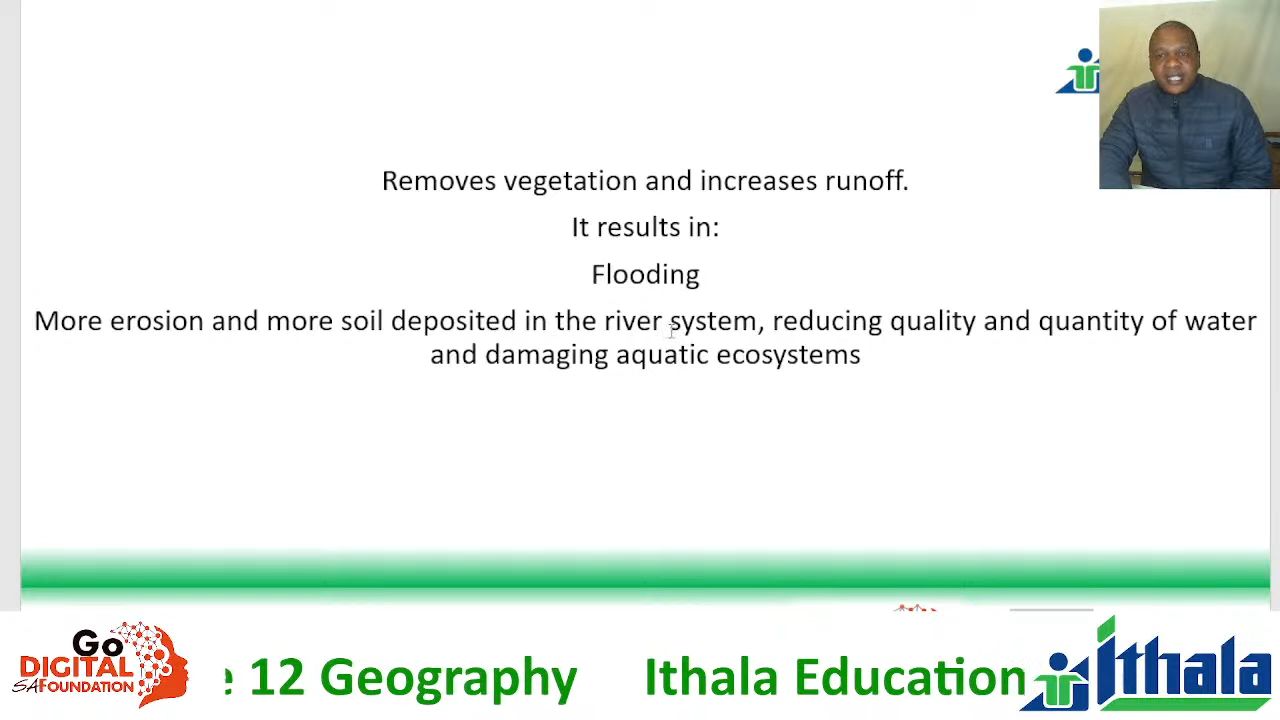 Removes vegetation and increases runoff.
It results in:
Flooding
More erosion and more soil deposited in the river system, reducing quality and quantity of water
and damaging aquatic ecosystems
Go
DIGITAL
SA FOUNDATION
e 12 Geography
Ithala Education
Ithala